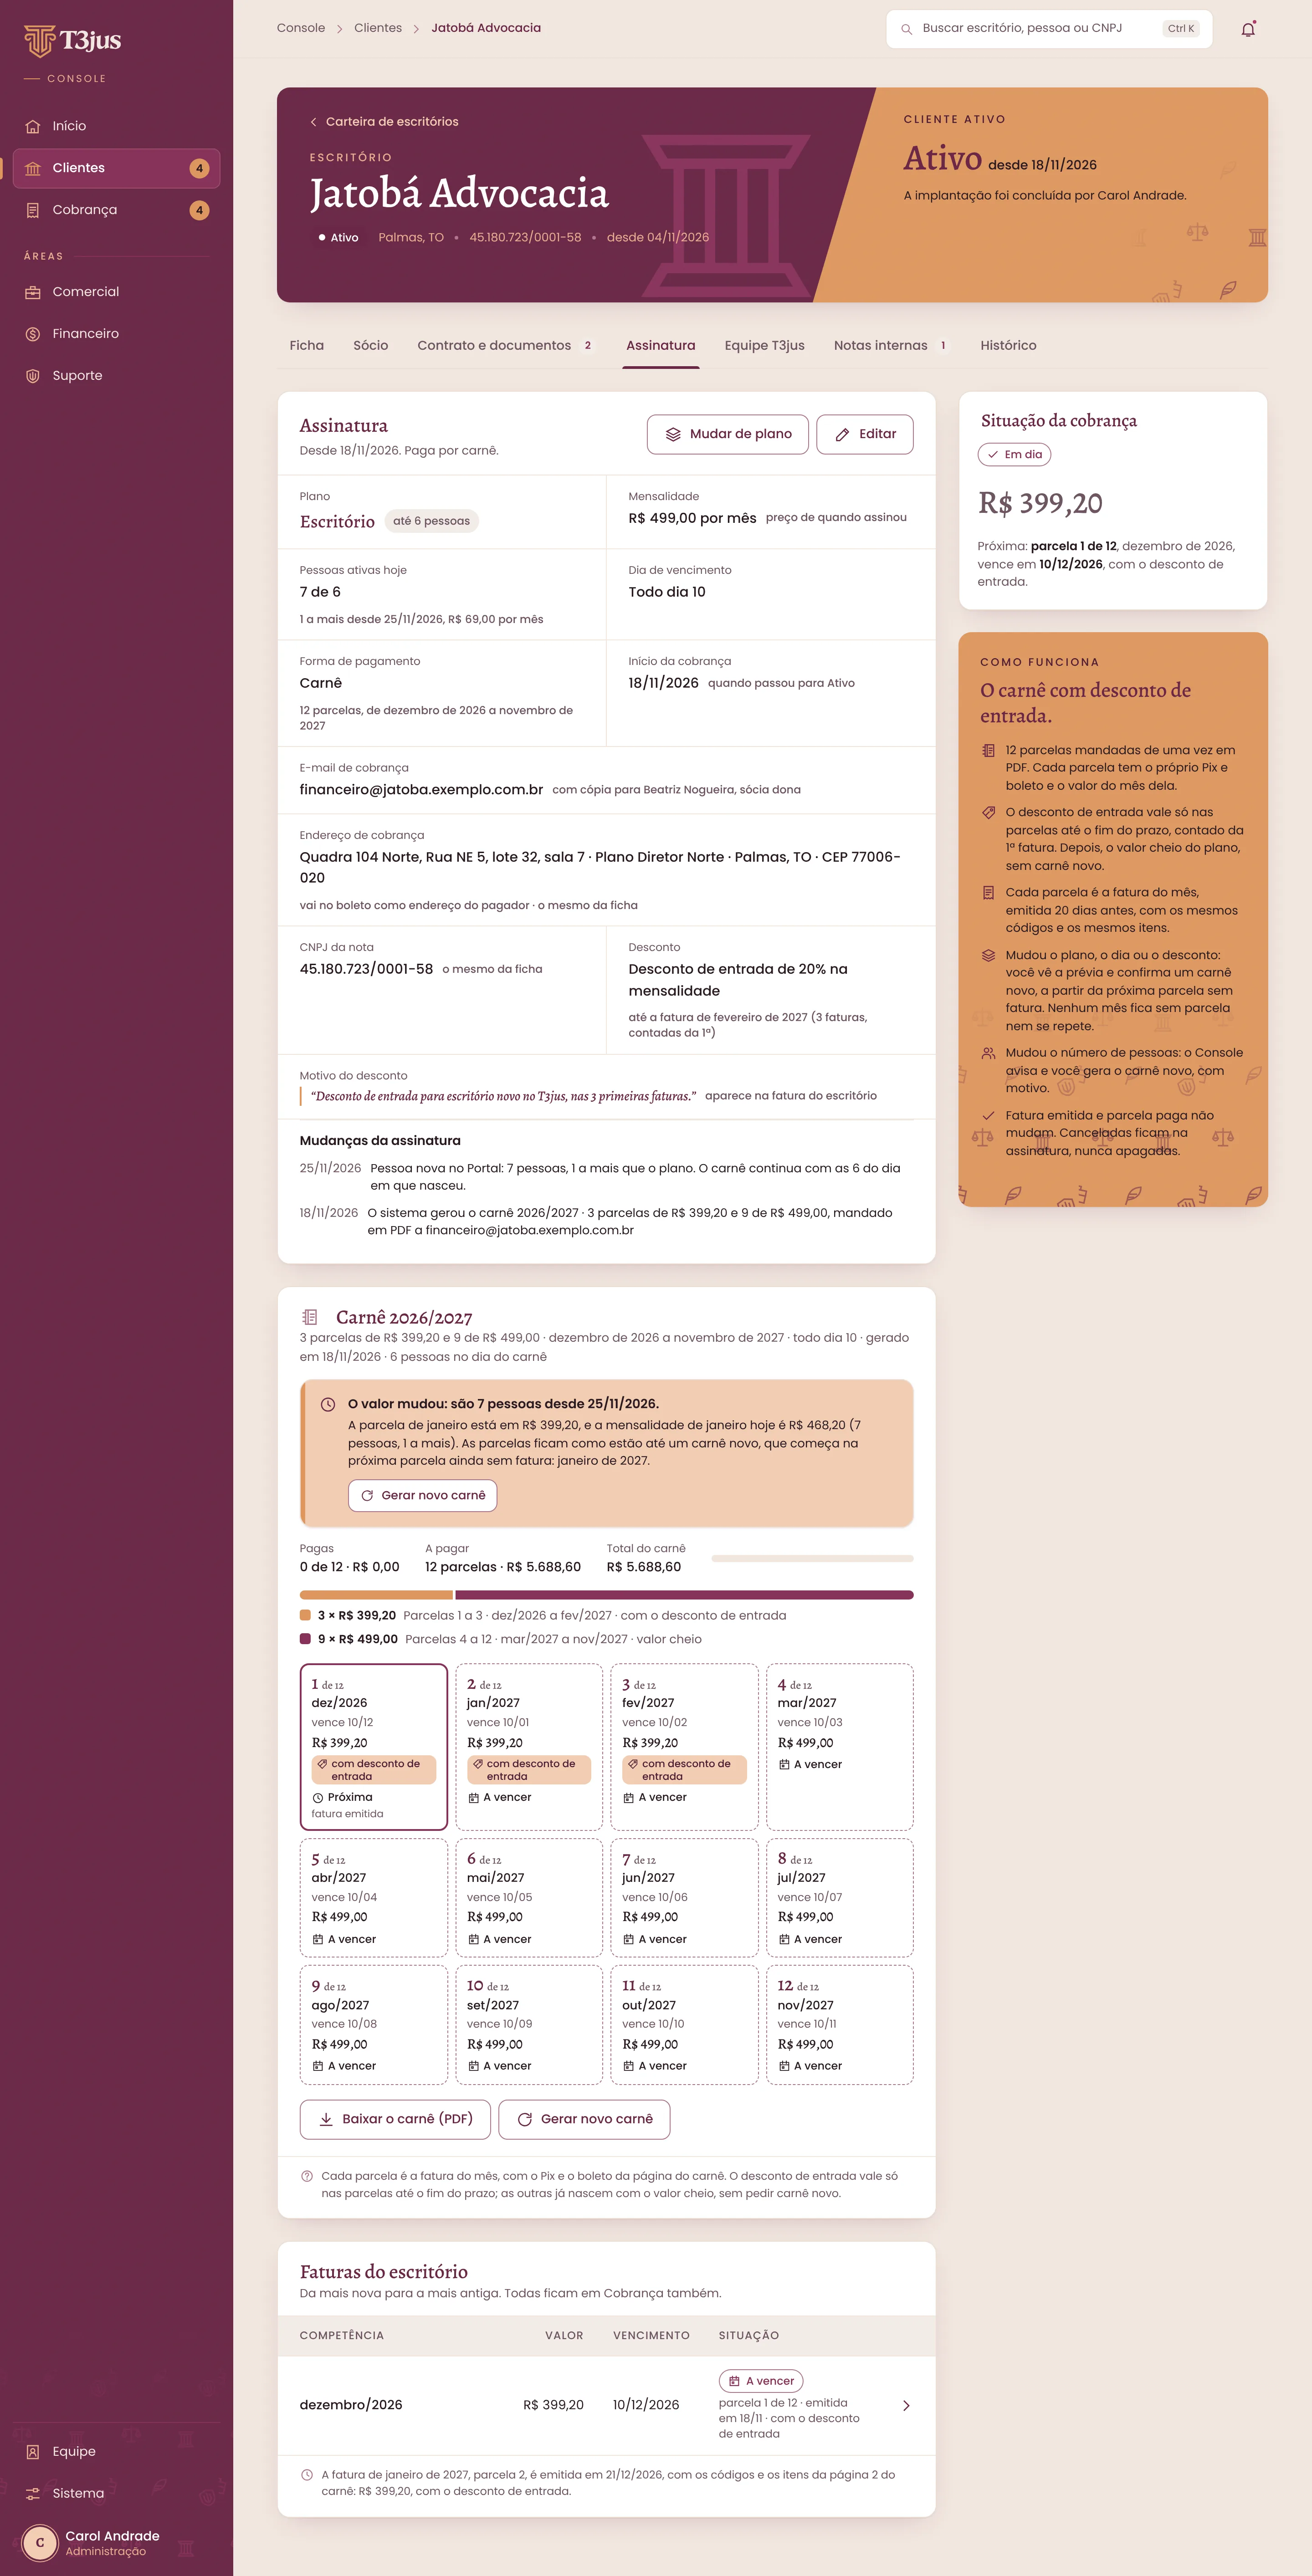 T3jus
CONSOLE
Início
Clientes 4
Cobrança 4
ÁREAS
Comercial
Financeiro
Suporte
Equipe
Sistema
C
Carol Andrade
Administração
Console > Clientes > Jatobá Advocacia
Buscar escritório, pessoa ou CNPJ Ctrl K
Carteira de escritórios
ESCRITÓRIO
Jatobá Advocacia
Ativo Palmas, TO • 45.180.723/0001-58 • desde 04/11/2026
CLIENTE ATIVO
Ativo desde 18/11/2026
A implantação foi concluída por Carol Andrade.
Ficha Sócio Contrato e documentos 2 Assinatura Equipe T3jus Notas internas 1 Histórico
Assinatura
Desde 18/11/2026. Paga por carnê.
Mudar de plano Editar
Plano
Escritório até 6 pessoas
Mensalidade
R$ 499,00 por mês preço de quando assinou
Pessoas ativas hoje
7 de 6
1 a mais desde 25/11/2026, R$ 69,00 por mês
Dia de vencimento
Todo dia 10
Forma de pagamento
Carnê
12 parcelas, de dezembro de 2026 a novembro de
2027
Início da cobrança
18/11/2026 quando passou para Ativo
E-mail de cobrança
financeiro@jatoba.exemplo.com.br com cópia para Beatriz Nogueira, sócia dona
Endereço de cobrança
Quadra 104 Norte, Rua NE 5, lote 32, sala 7 · Plano Diretor Norte · Palmas, TO · CEP 77006-
020
vai no boleto como endereço do pagador · o mesmo da ficha
CNPJ da nota
45.180.723/0001-58 o mesmo da ficha
Desconto
Desconto de entrada de 20% na
mensalidade
até a fatura de fevereiro de 2027 (3 faturas,
contadas da 1ª)
Motivo do desconto
“Desconto de entrada para escritório novo no T3jus, nas 3 primeiras faturas.” aparece na fatura do escritório
Mudanças da assinatura
25/11/2026 Pessoa nova no Portal: 7 pessoas, 1 a mais que o plano. O carnê continua com as 6 do dia
em que nasceu.
18/11/2026 O sistema gerou o carnê 2026/2027 · 3 parcelas de R$ 399,20 e 9 de R$ 499,00, mandado
em PDF a financeiro@jatoba.exemplo.com.br
Situação da cobrança
Em dia
R$ 399,20
Próxima: parcela 1 de 12, dezembro de 2026,
vence em 10/12/2026, com o desconto de
entrada.
COMO FUNCIONA
O carnê com desconto de
entrada.
12 parcelas mandadas de uma vez em
PDF. Cada parcela tem o próprio Pix e
boleto e o valor do mês dela.
O desconto de entrada vale só nas
parcelas até o fim do prazo, contado da
1ª fatura. Depois, o valor cheio do plano,
sem carnê novo.
Cada parcela é a fatura do mês,
emitida 20 dias antes, com os mesmos
códigos e os mesmos itens.
Mudou o plano, o dia ou o desconto:
você vê a prévia e confirma um carnê
novo, a partir da próxima parcela sem
fatura. Nenhum mês fica sem parcela
nem se repete.
Mudou o número de pessoas: o Console
avisa e você gera o carnê novo, com
motivo.
Fatura emitida e parcela paga não
mudam. Canceladas ficam na
assinatura, nunca apagadas.
Carnê 2026/2027
3 parcelas de R$ 399,20 e 9 de R$ 499,00 · dezembro de 2026 a novembro de 2027 · todo dia 10 · gerado
em 18/11/2026 · 6 pessoas no dia do carnê
O valor mudou: são 7 pessoas desde 25/11/2026.
A parcela de janeiro está em R$ 399,20, e a mensalidade de janeiro hoje é R$ 468,20 (7
pessoas, 1 a mais). As parcelas ficam como estão até um carnê novo, que começa na
próxima parcela ainda sem fatura: janeiro de 2027.
Gerar novo carnê
Pagas A pagar Total do carnê
0 de 12 · R$ 0,00 12 parcelas · R$ 5.688,60 R$ 5.688,60
3 × R$ 399,20 Parcelas 1 a 3 · dez/2026 a fev/2027 · com o desconto de entrada
9 × R$ 499,00 Parcelas 4 a 12 · mar/2027 a nov/2027 · valor cheio
1 de 12
dez/2026
vence 10/12
R$ 399,20
com desconto de
entrada
Próxima
fatura emitida
2 de 12
jan/2027
vence 10/01
R$ 399,20
com desconto de
entrada
A vencer
3 de 12
fev/2027
vence 10/02
R$ 399,20
com desconto de
entrada
A vencer
4 de 12
mar/2027
vence 10/03
R$ 499,00
A vencer
5 de 12
abr/2027
vence 10/04
R$ 499,00
A vencer
6 de 12
mai/2027
vence 10/05
R$ 499,00
A vencer
7 de 12
jun/2027
vence 10/06
R$ 499,00
A vencer
8 de 12
jul/2027
vence 10/07
R$ 499,00
A vencer
9 de 12
ago/2027
vence 10/08
R$ 499,00
A vencer
10 de 12
set/2027
vence 10/09
R$ 499,00
A vencer
11 de 12
out/2027
vence 10/10
R$ 499,00
A vencer
12 de 12
nov/2027
vence 10/11
R$ 499,00
A vencer
Baixar o carnê (PDF) Gerar novo carnê
Cada parcela é a fatura do mês, com o Pix e o boleto da página do carnê. O desconto de entrada vale só
nas parcelas até o fim do prazo; as outras já nascem com o valor cheio, sem pedir carnê novo.
Faturas do escritório
Da mais nova para a mais antiga. Todas ficam em Cobrança também.
COMPETÊNCIA VALOR VENCIMENTO SITUAÇÃO
dezembro/2026 R$ 399,20 10/12/2026 A vencer
parcela 1 de 12 · emitida
em 18/11 · com o desconto
de entrada
A fatura de janeiro de 2027, parcela 2, é emitida em 21/12/2026, com os códigos e os itens da página 2 do
carnê: R$ 399,20, com o desconto de entrada.